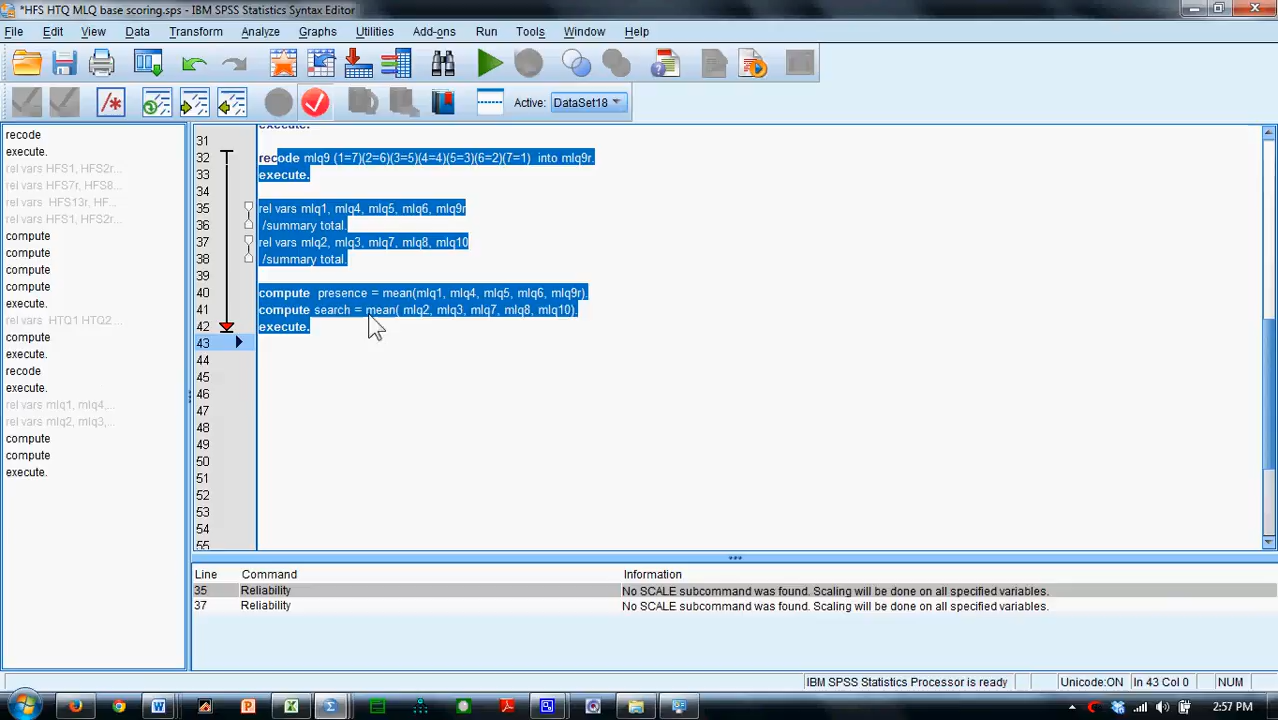 *HFS HTQ MLQ base scoring.sps - IBM SPSS Statistics Syntax Editor
File Edit View Data Transform Analyze Graphs Utilities Add-ons Run Tools Window Help
Active: DataSet18
recode
execute.
rel vars HFS1, HFS2r...
rel vars HFS7r, HFS8...
rel vars HFS13r, HF...
rel vars HFS1, HFS2r...
compute
compute
compute
compute
execute.
rel vars HTQ1 HTQ2 ...
compute
execute.
recode
execute.
rel vars mlq1, mlq4,...
rel vars mlq2, mlq3,...
compute
compute
execute.
31 execute.
32 recode mlq9 (1=7)(2=6)(3=5)(4=4)(5=3)(6=2)(7=1)  into mlq9r.
33 execute.
34
35 rel vars mlq1, mlq4, mlq5, mlq6, mlq9r
36 /summary total.
37 rel vars mlq2, mlq3, mlq7, mlq8, mlq10
38 /summary total.
39
40 compute  presence = mean(mlq1, mlq4, mlq5, mlq6, mlq9r).
41 compute search = mean( mlq2, mlq3, mlq7, mlq8, mlq10).
42 execute.
43
44
45
46
47
48
49
50
51
52
53
54
55
Line Command Information
35 Reliability No SCALE subcommand was found. Scaling will be done on all specified variables.
37 Reliability No SCALE subcommand was found. Scaling will be done on all specified variables.
IBM SPSS Statistics Processor is ready Unicode:ON In 43 Col 0 NUM
2:57 PM